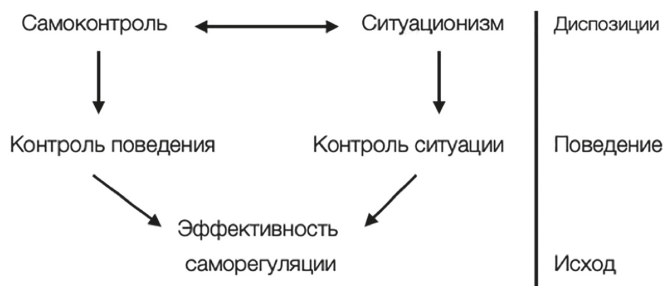 Самоконтроль Ситуационизм Диспозиции
Контроль поведения Контроль ситуации Поведение
Эффективность
саморегуляции Исход